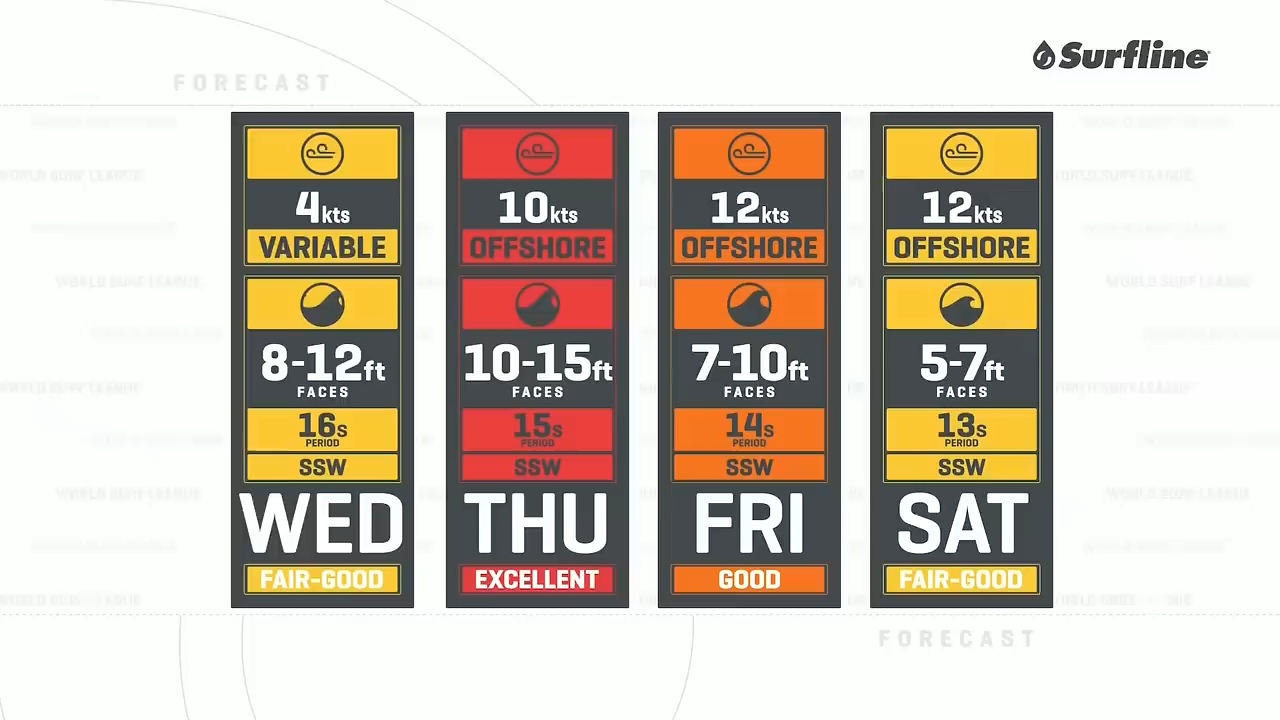 Surfline
FORECAST
4kts
VARIABLE
8-12ft
FACES
16s
PERIOD
SSW
WED
FAIR-GOOD
10kts
OFFSHORE
10-15ft
FACES
15s
PERIOD
SSW
THU
EXCELLENT
12kts
OFFSHORE
7-10ft
FACES
14s
PERIOD
SSW
FRI
GOOD
12kts
OFFSHORE
5-7ft
FACES
13s
PERIOD
SSW
SAT
FAIR-GOOD
FORECAST